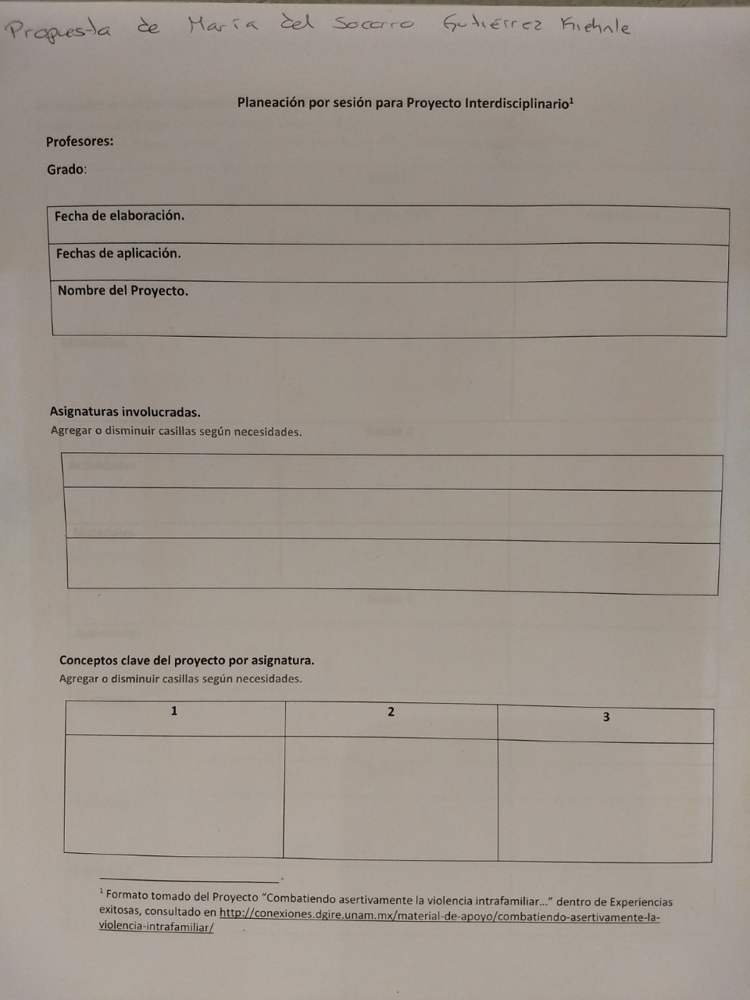 Propuesta de María del Socorro Gutiérrez Kiehnle
Planeación por sesión para Proyecto Interdisciplinario¹
Profesores:
Grado:
Fecha de elaboración.
Fechas de aplicación.
Nombre del Proyecto.
Asignaturas involucradas.
Agregar o disminuir casillas según necesidades.
Conceptos clave del proyecto por asignatura.
Agregar o disminuir casillas según necesidades.
1 2 3
¹ Formato tomado del Proyecto “Combatiendo asertivamente la violencia intrafamiliar...” dentro de Experiencias
exitosas, consultado en http://conexiones.dgire.unam.mx/material-de-apoyo/combatiendo-asertivamente-la-
violencia-intrafamiliar/